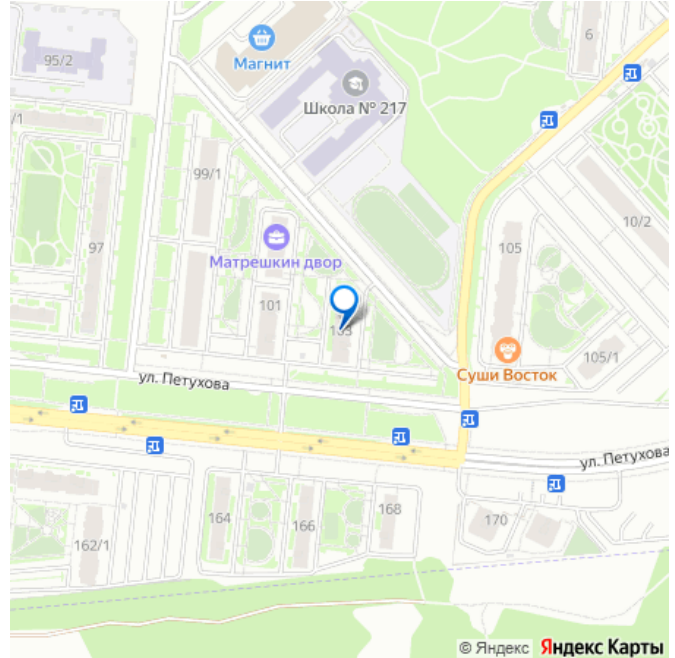 6
95/2
Магнит
Школа № 217
/1
99/1
10/2
97
105
Матрешкин двор
101
103
105/1
Суши Восток
ул. Петухова
ул. Петухова
164
166
168
170
162/1
© Яндекс Яндекс Карты